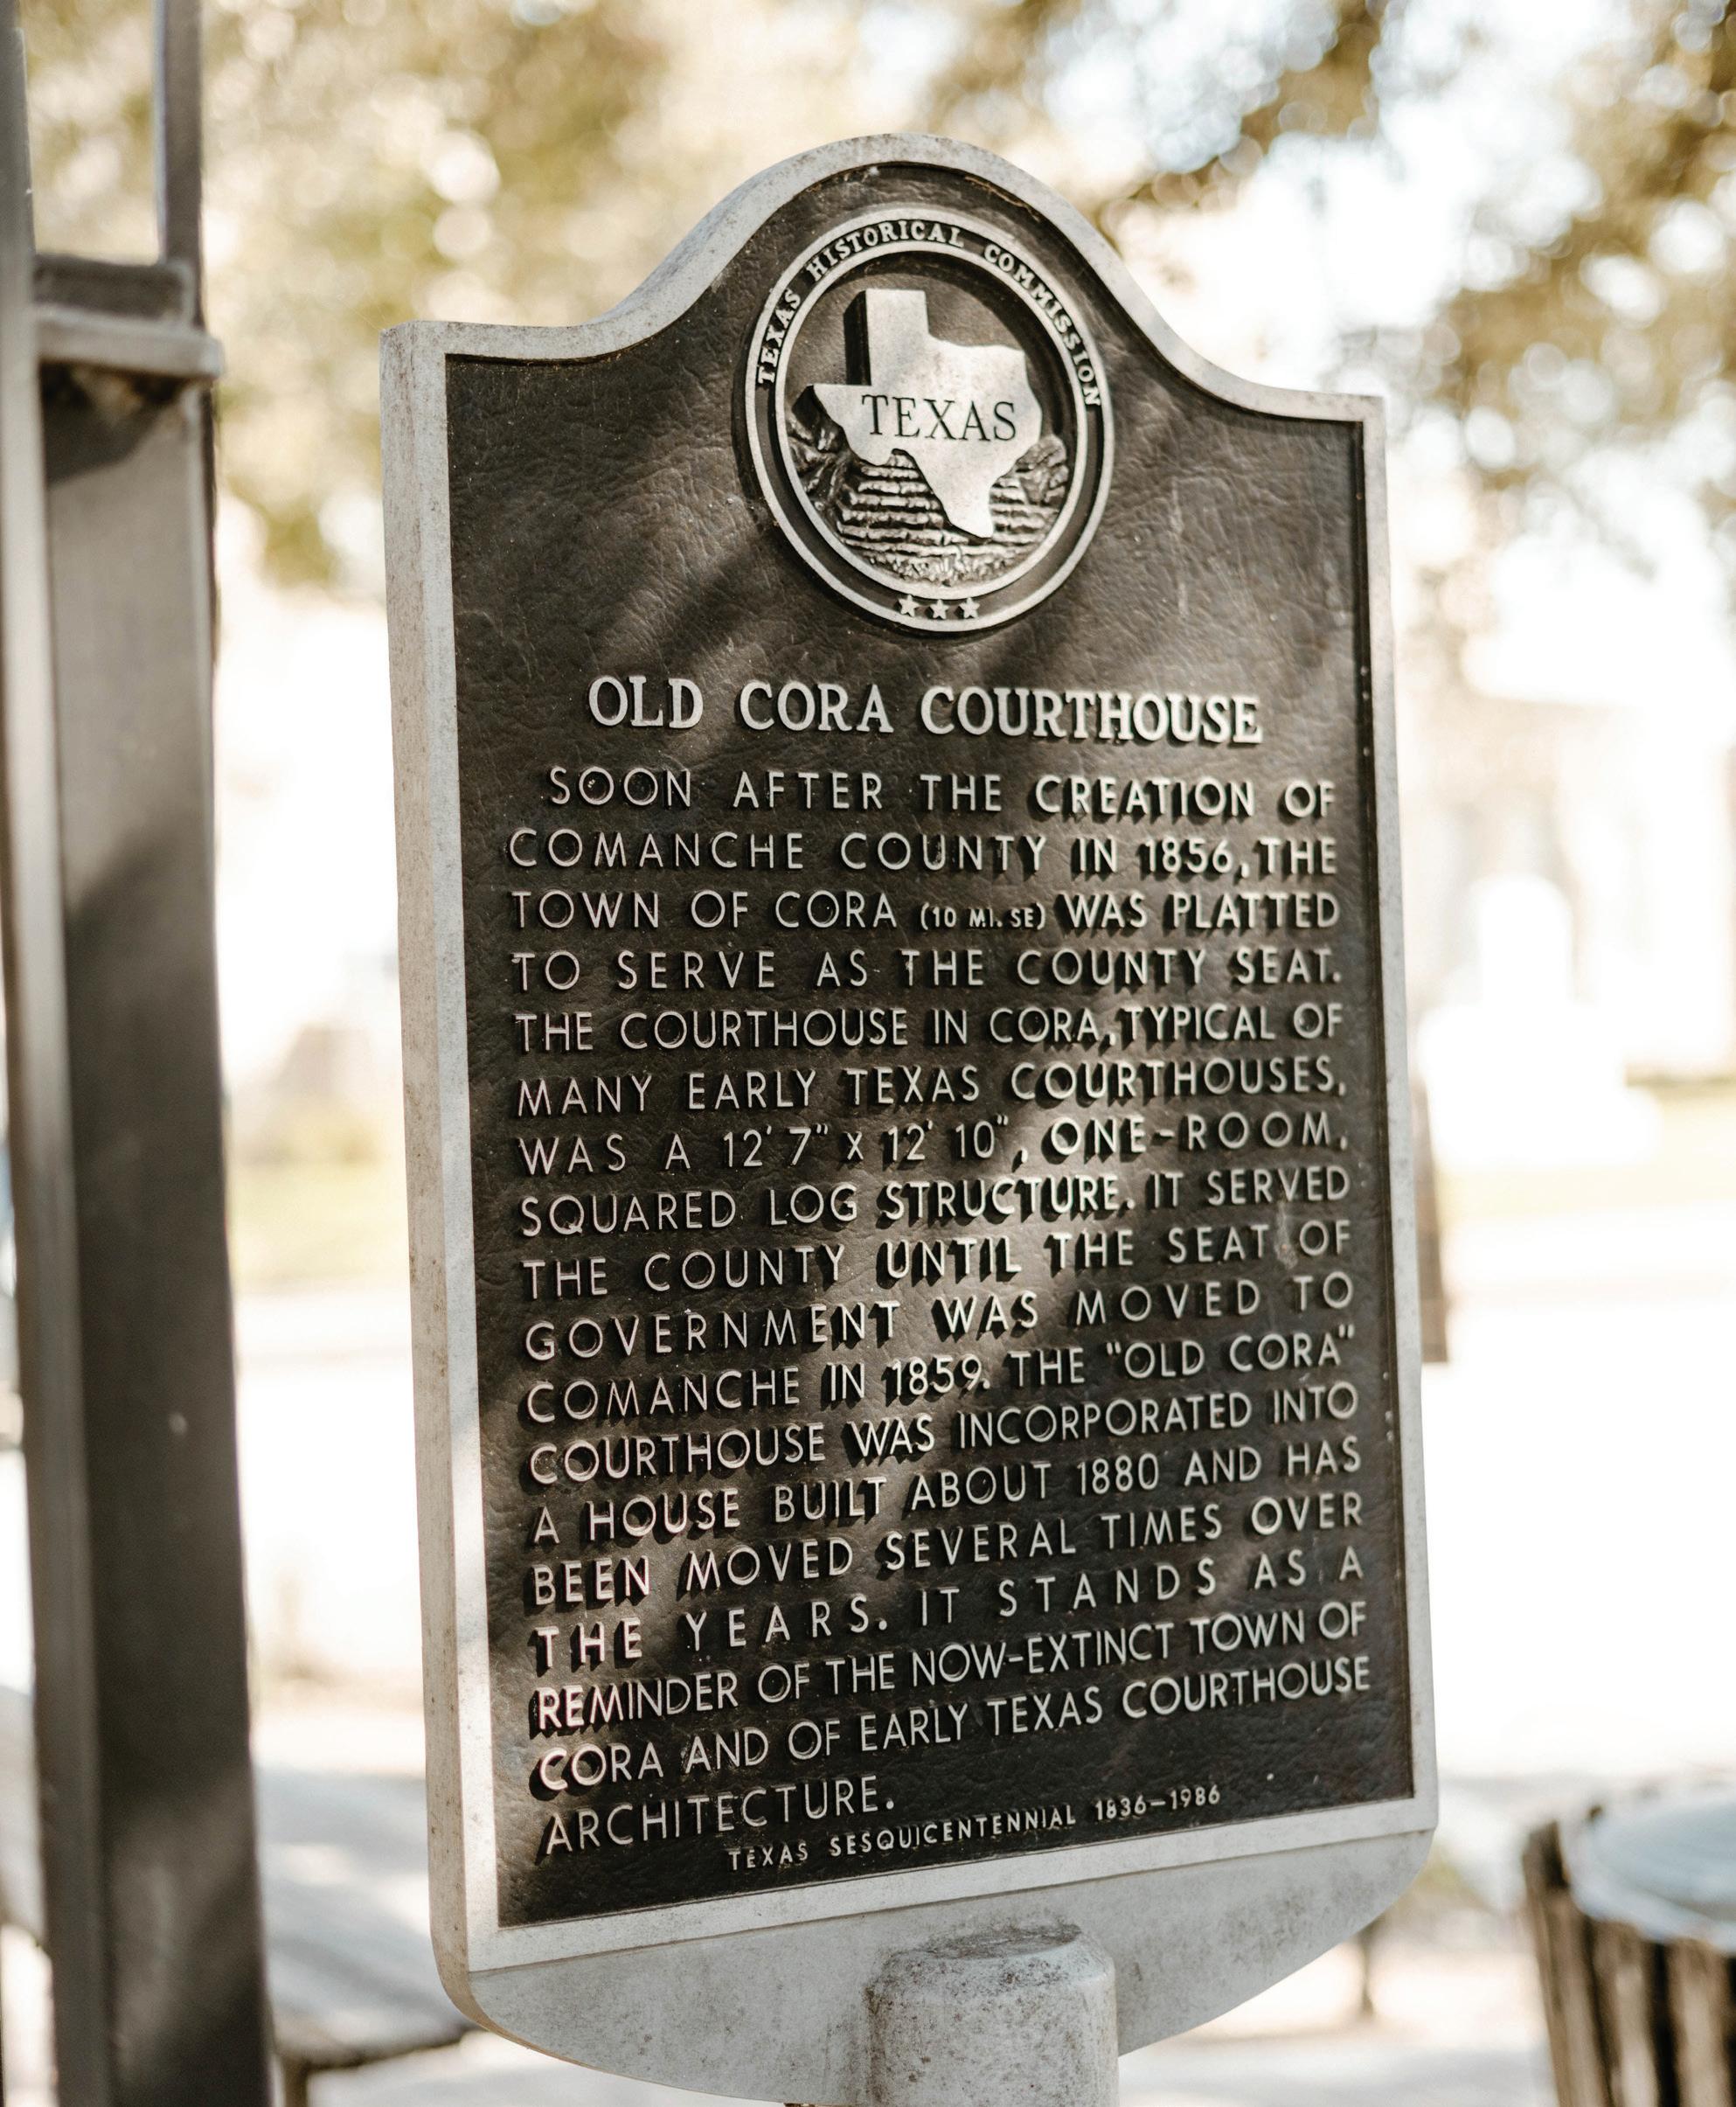 TEXAS HISTORICAL COMMISSION
TEXAS
OLD CORA COURTHOUSE
SOON AFTER THE CREATION OF
COMANCHE COUNTY IN 1856, THE
TOWN OF CORA (10 MI. SE) WAS PLATTED
TO SERVE AS THE COUNTY SEAT.
THE COURTHOUSE IN CORA, TYPICAL OF
MANY EARLY TEXAS COURTHOUSES,
WAS A 12' 7" X 12' 10", ONE-ROOM,
SQUARED LOG STRUCTURE. IT SERVED
THE COUNTY UNTIL THE SEAT OF
GOVERNMENT WAS MOVED TO
COMANCHE IN 1859. THE "OLD CORA"
COURTHOUSE WAS INCORPORATED INTO
A HOUSE BUILT ABOUT 1880 AND HAS
BEEN MOVED SEVERAL TIMES OVER
THE YEARS. IT STANDS AS A
REMINDER OF THE NOW-EXTINCT TOWN OF
CORA AND OF EARLY TEXAS COURTHOUSE
ARCHITECTURE.
TEXAS SESQUICENTENNIAL 1836-1986